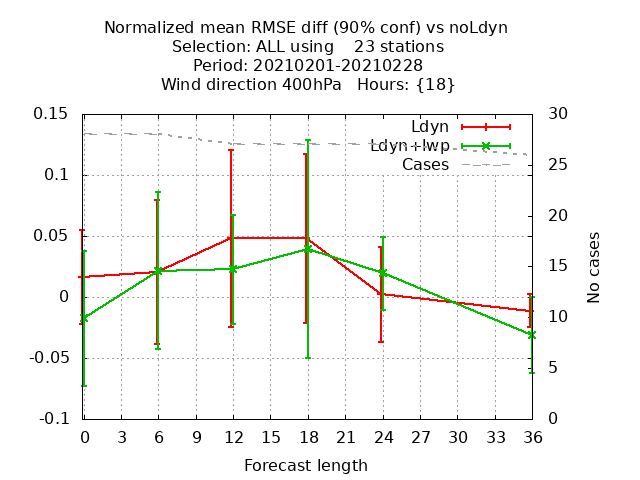 Normalized mean RMSE diff (90% conf) vs noLdyn
Selection: ALL using    23 stations
Period: 20210201-20210228
Wind direction 400hPa   Hours: {18}
0.15
0.1
0.05
0
-0.05
-0.1
30
25
20
15
10
5
0
Ldyn
Ldyn+lwp
Cases
No cases
0 3 6 9 12 15 18 21 24 27 30 33 36
Forecast length